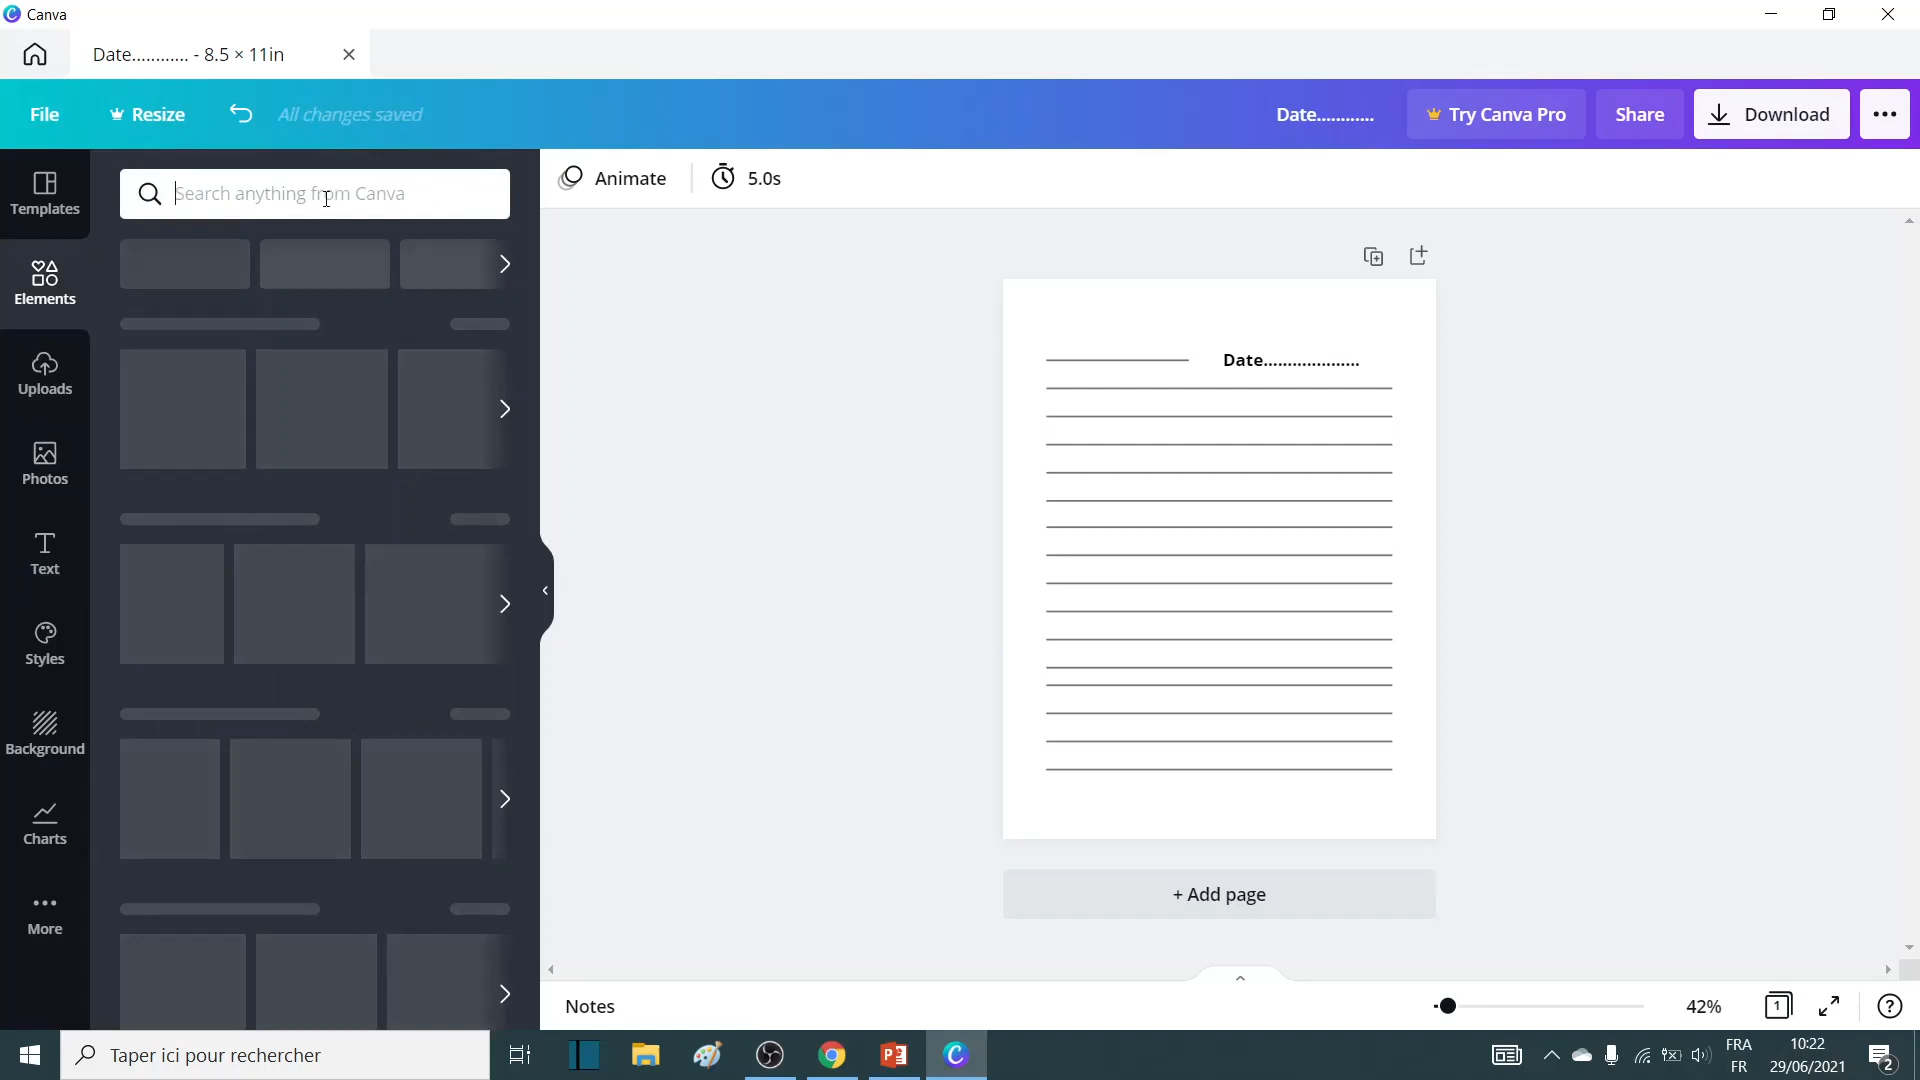 Canva
Date............ - 8.5 × 11in
File
Resize
All changes saved
Date............
Try Canva Pro
Share
Download
Templates
Elements
Uploads
Photos
Text
Styles
Background
Charts
More
Search anything from Canva
Animate
5.0s
Date....................
+ Add page
Notes
42%
1
?
Taper ici pour rechercher
FRA
FR
10:22
29/06/2021
2